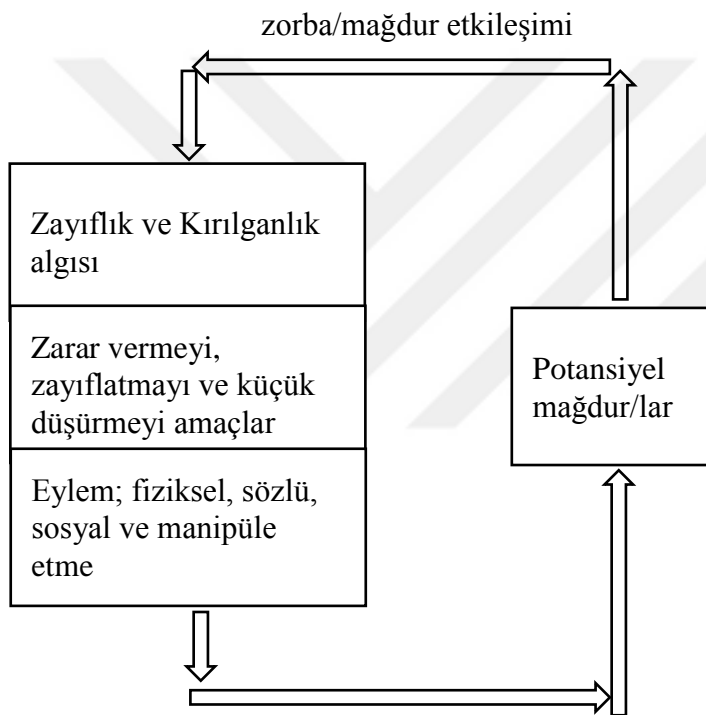 zorba/mağdur etkileşimi
Zayıflık ve Kırılganlık
algısı
Zarar vermeyi,
zayıflatmayı ve küçük
düşürmeyi amaçlar
Eylem; fiziksel, sözlü,
sosyal ve manipüle
etme
Potansiyel
mağdur/lar